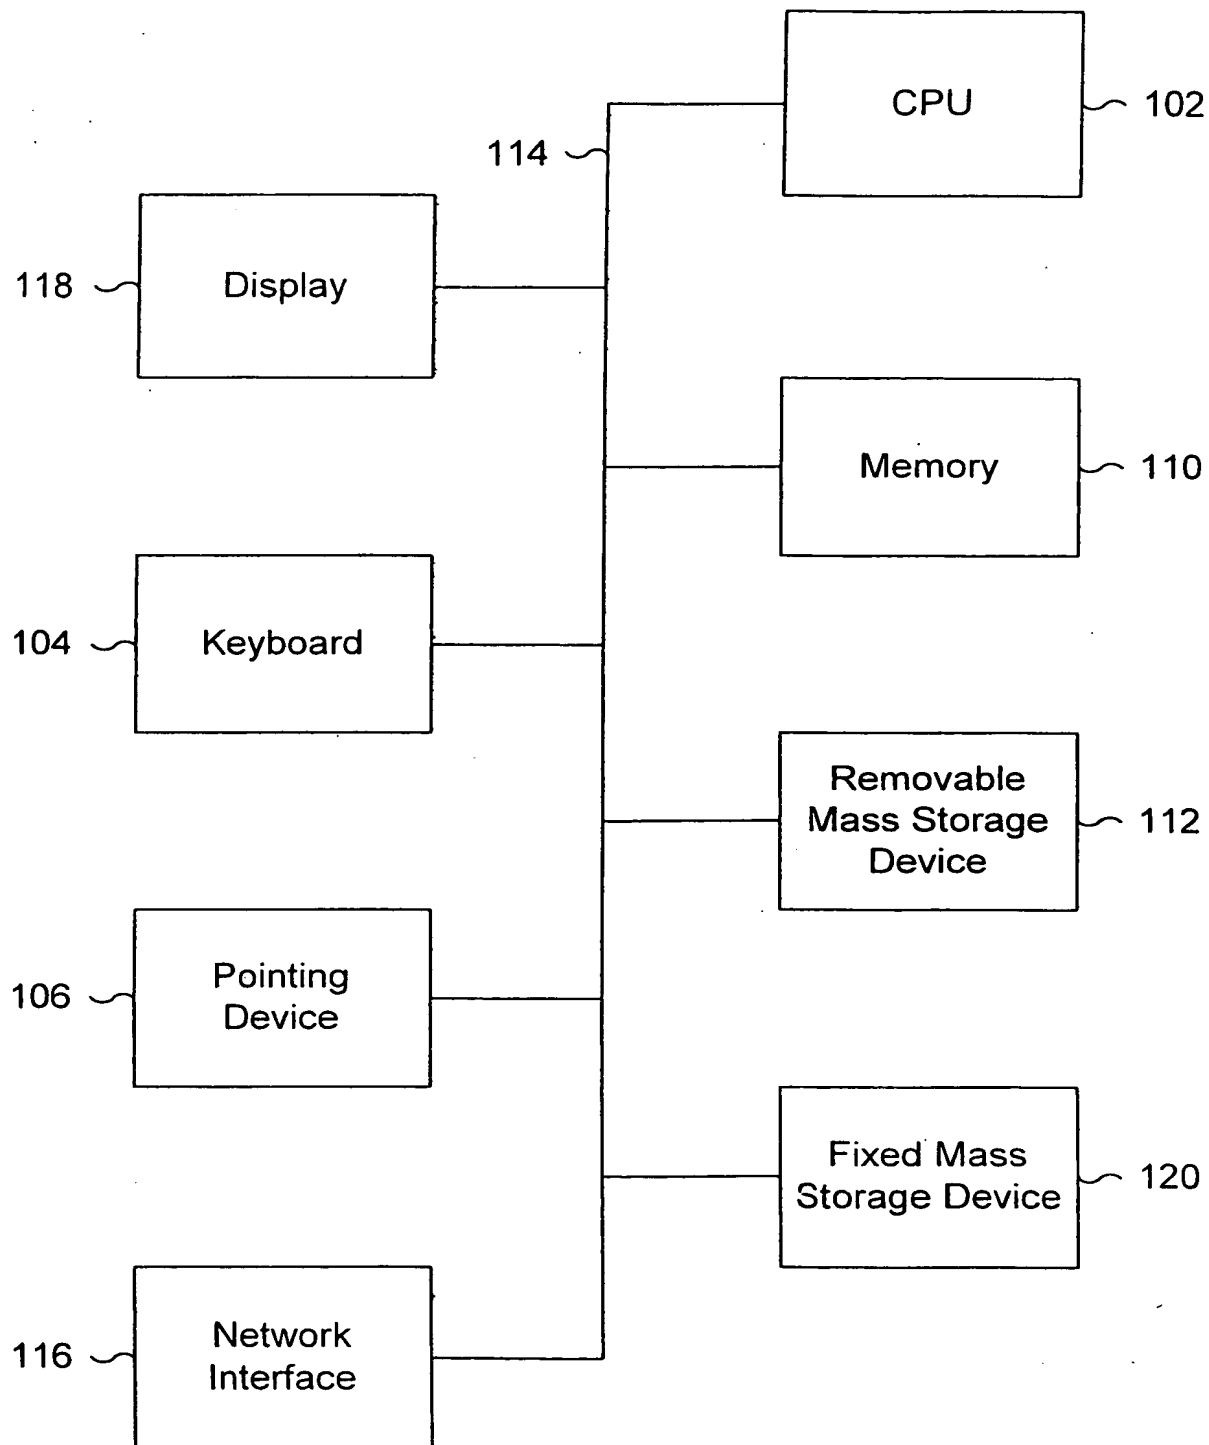 CPU
102
114
118
Display
Memory
110
104
Keyboard
Removable
Mass Storage
Device
112
106
Pointing
Device
Fixed Mass
Storage Device
120
116
Network
Interface